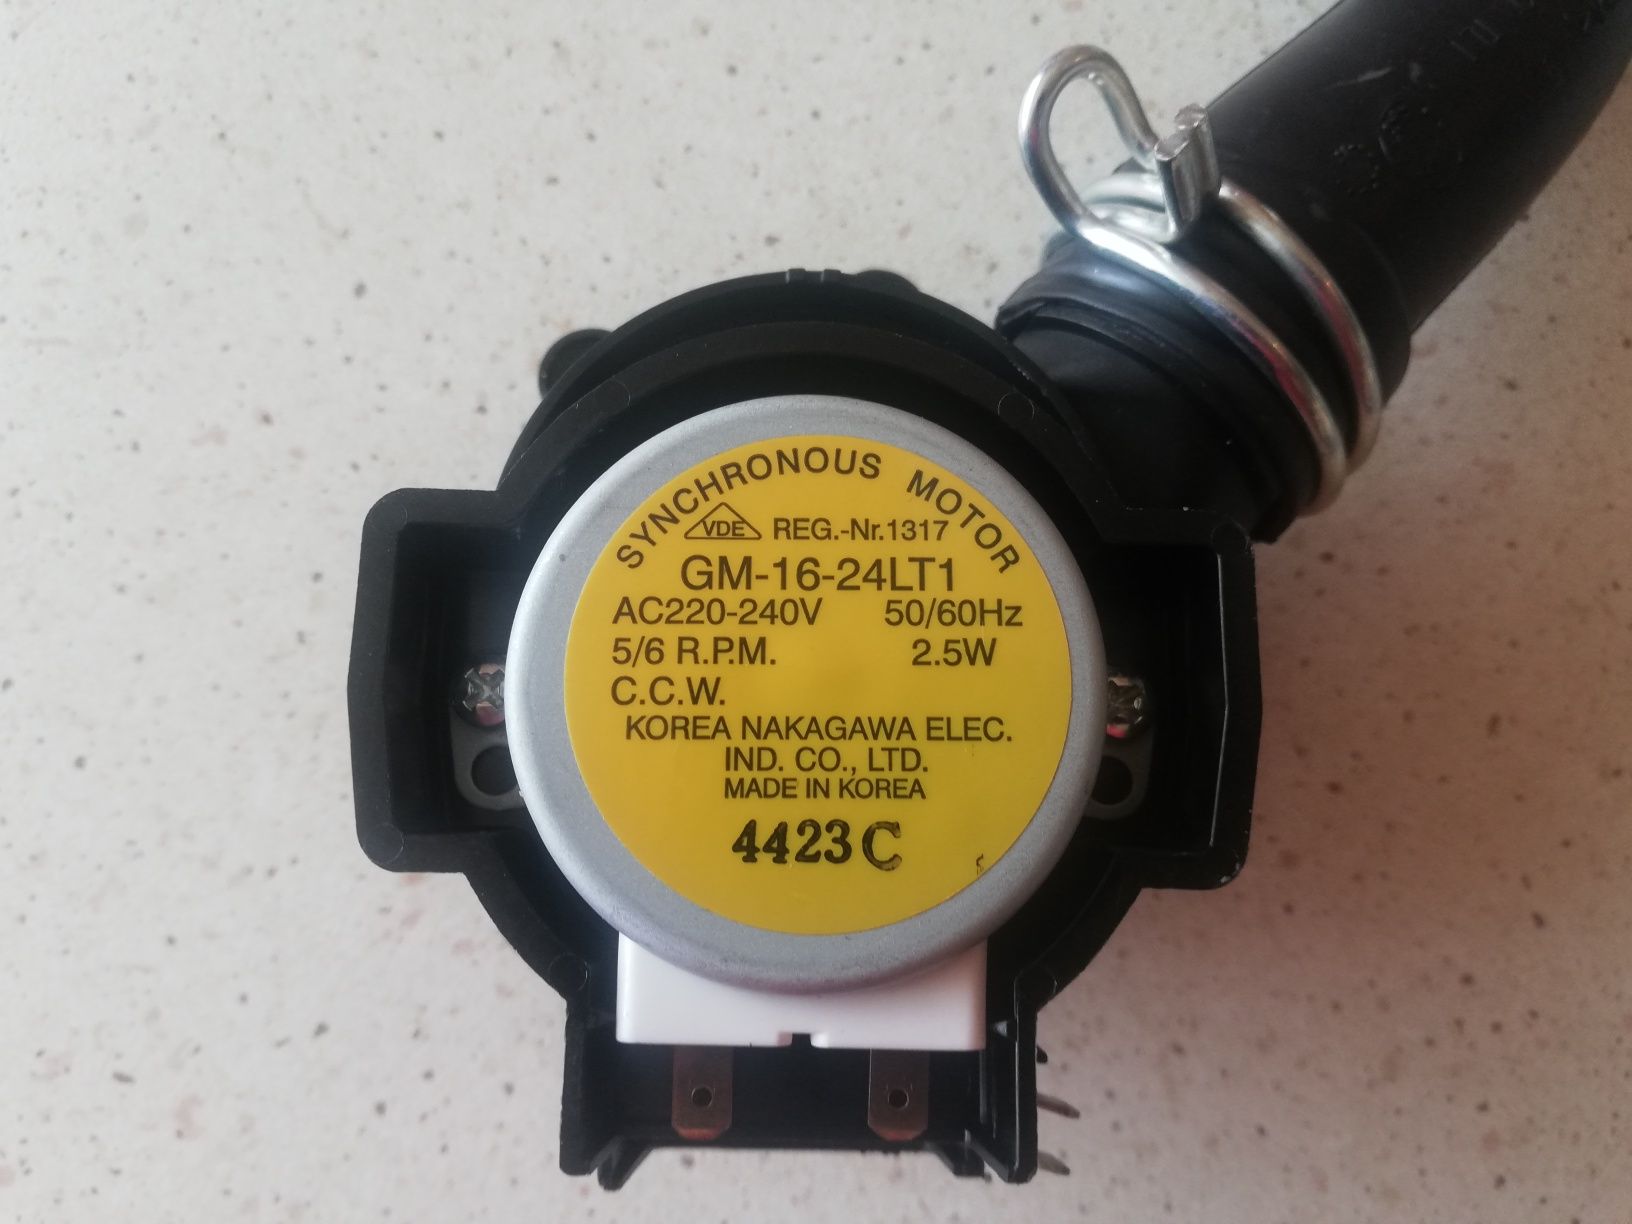 SYNCHRONOUS MOTOR
VDE REG.-Nr.1317
GM-16-24LT1
AC220-240V 50/60Hz
5/6 R.P.M. 2.5W
C.C.W.
KOREA NAKAGAWA ELEC.
IND. CO., LTD.
MADE IN KOREA
4423C